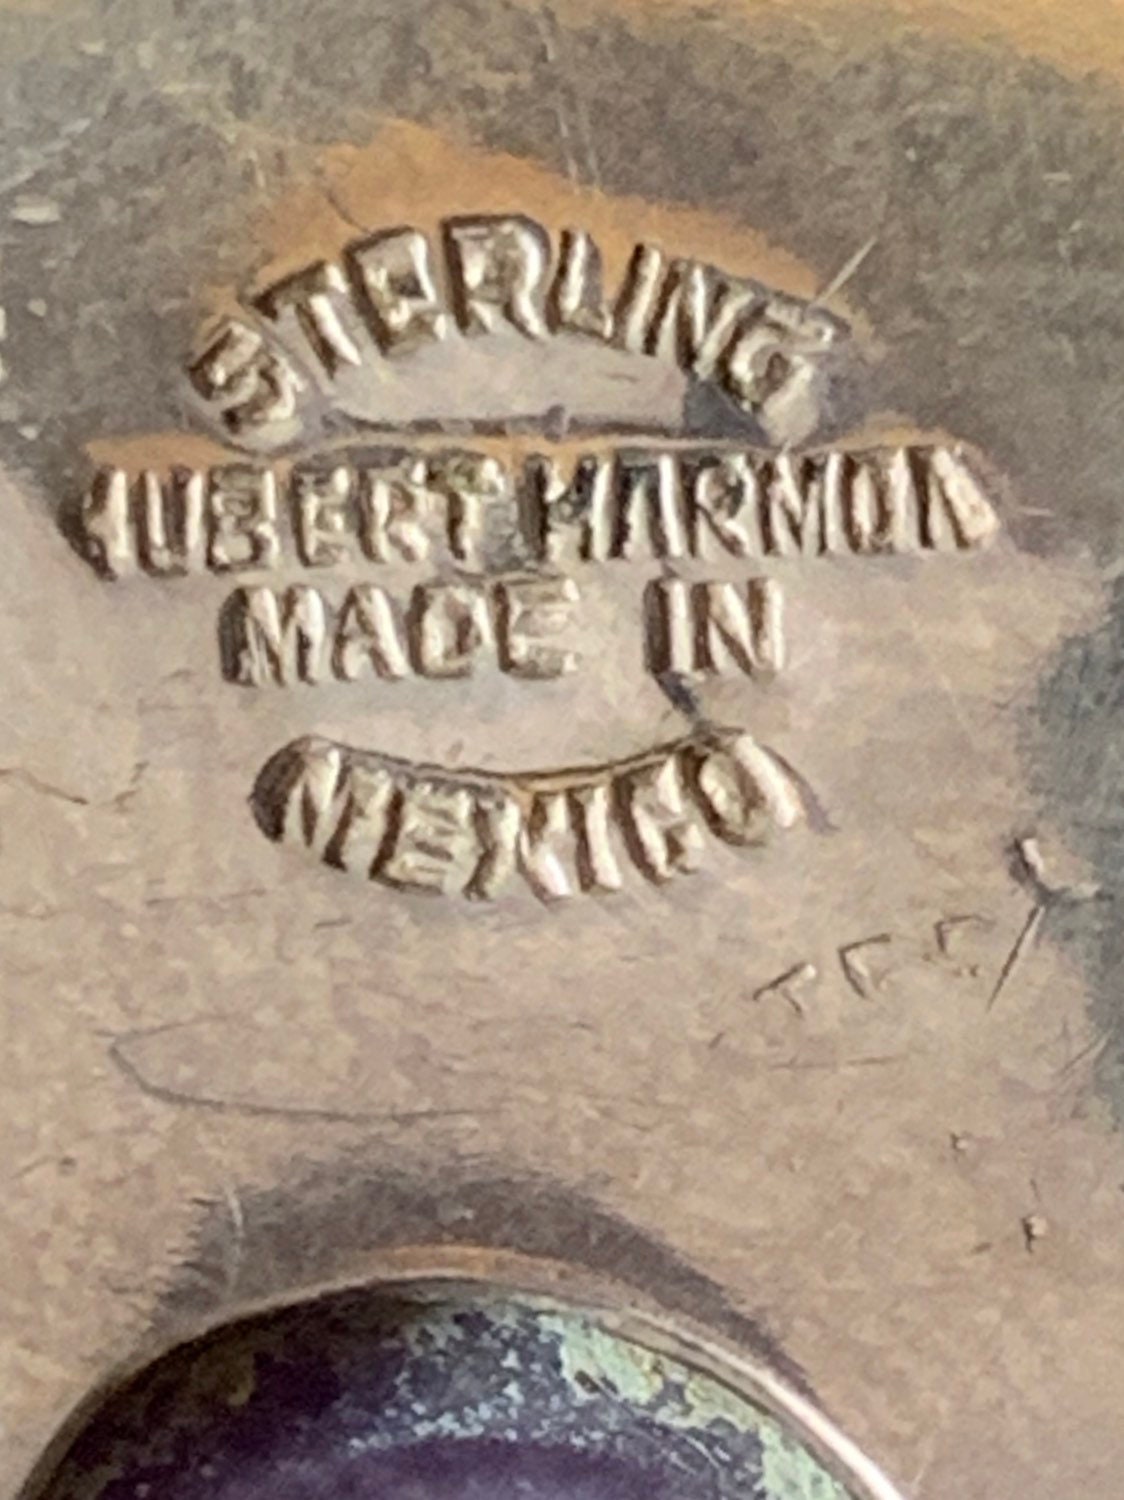 STERLING
HUBERT HARMON
MADE IN
MEXICO